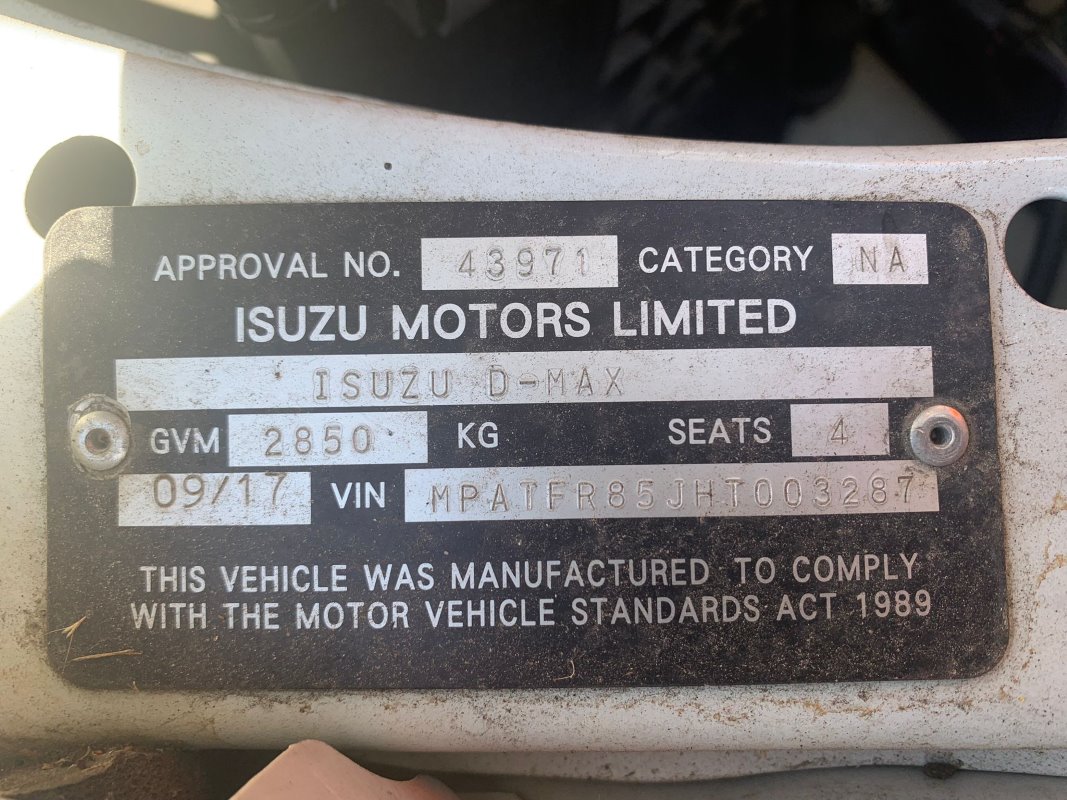 APPROVAL NO. 43971 CATEGORY NA
ISUZU MOTORS LIMITED
ISUZU D-MAX
GVM 2850 KG SEATS 4
09/17 VIN MPATFR85JHT003287
THIS VEHICLE WAS MANUFACTURED TO COMPLY
WITH THE MOTOR VEHICLE STANDARDS ACT 1989